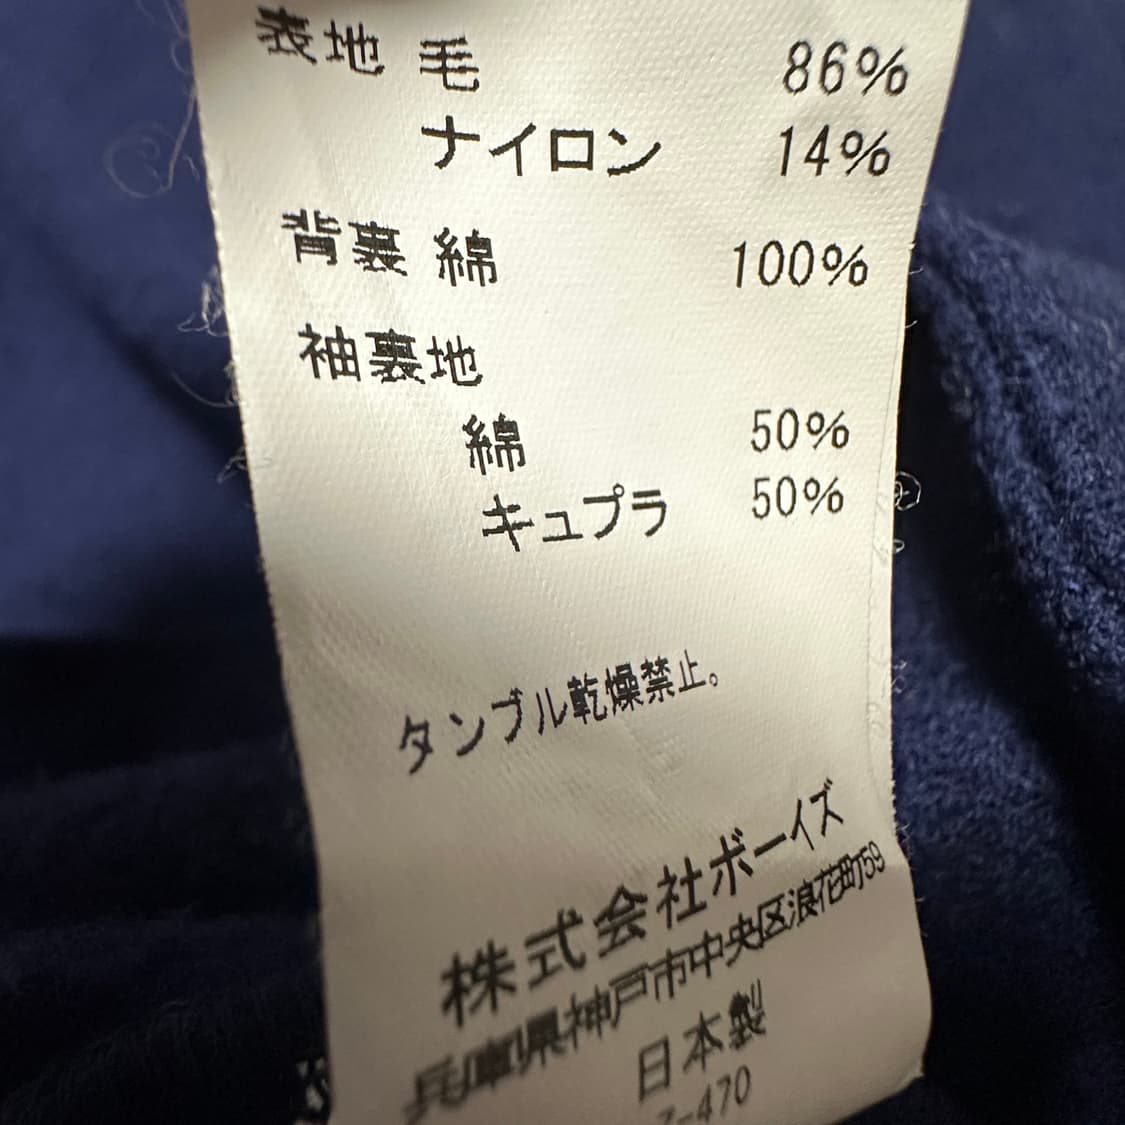 表地 毛 86%
ナイロン 14%
背裏 綿 100%
袖裏地
綿 50%
キュプラ 50%
タンブル乾燥禁止。
株式会社ボーイズ
兵庫県神戸市中央区浪花町59
日本製
7-470